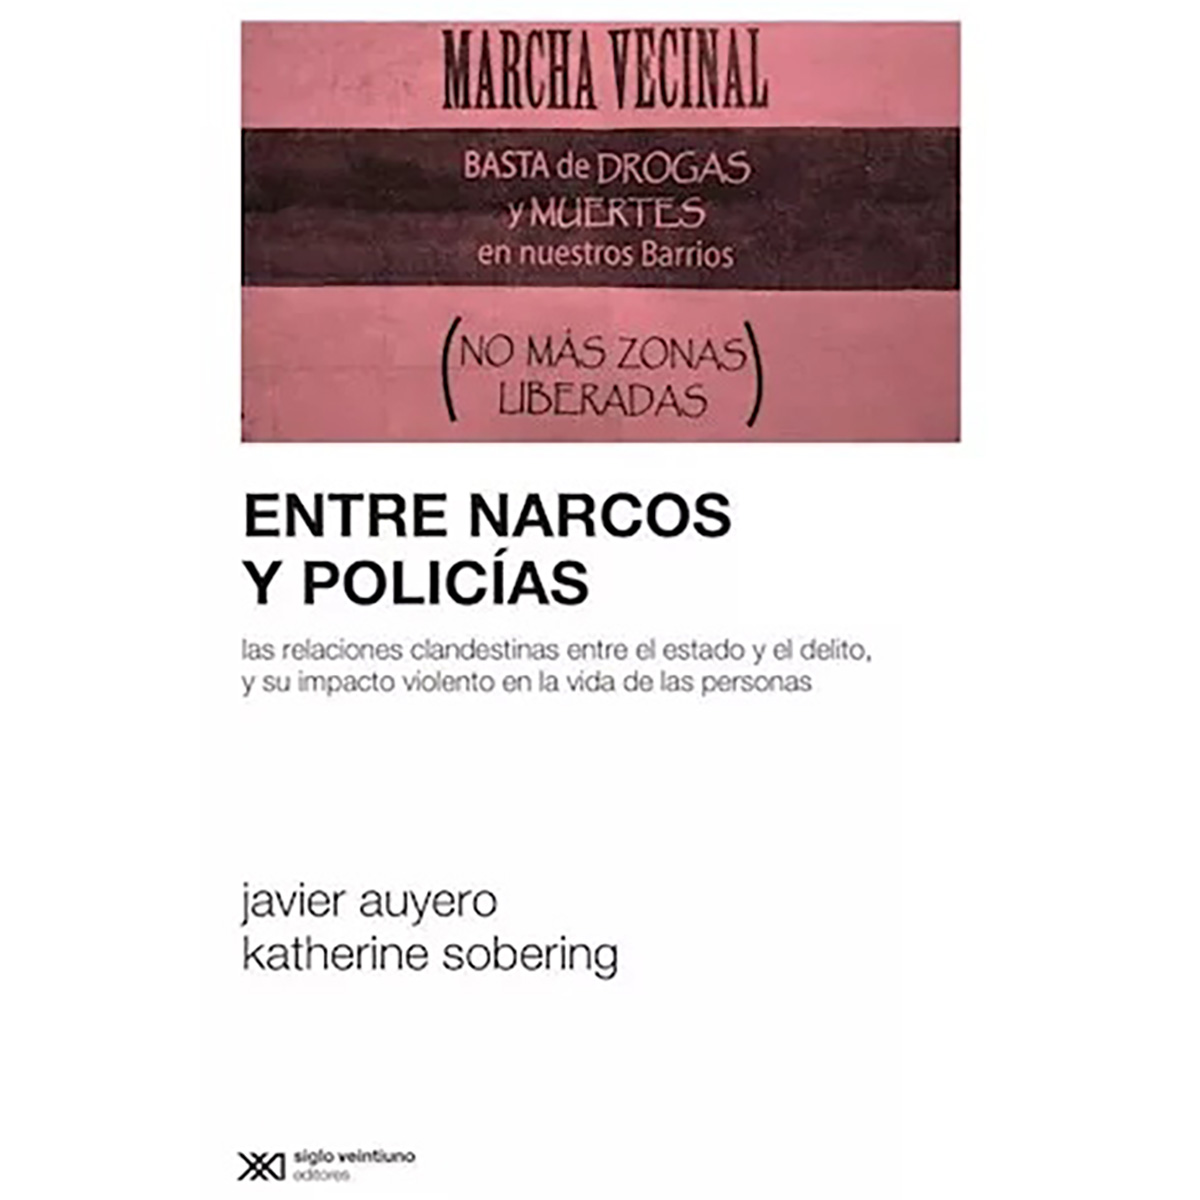 MARCHA VECINAL
BASTA de DROGAS
y MUERTES
en nuestros Barrios
(NO MÁS ZONAS
LIBERADAS)
ENTRE NARCOS
Y POLICÍAS
las relaciones clandestinas entre el estado y el delito,
y su impacto violento en la vida de las personas
javier auyero
katherine sobering
siglo veintiuno
editores